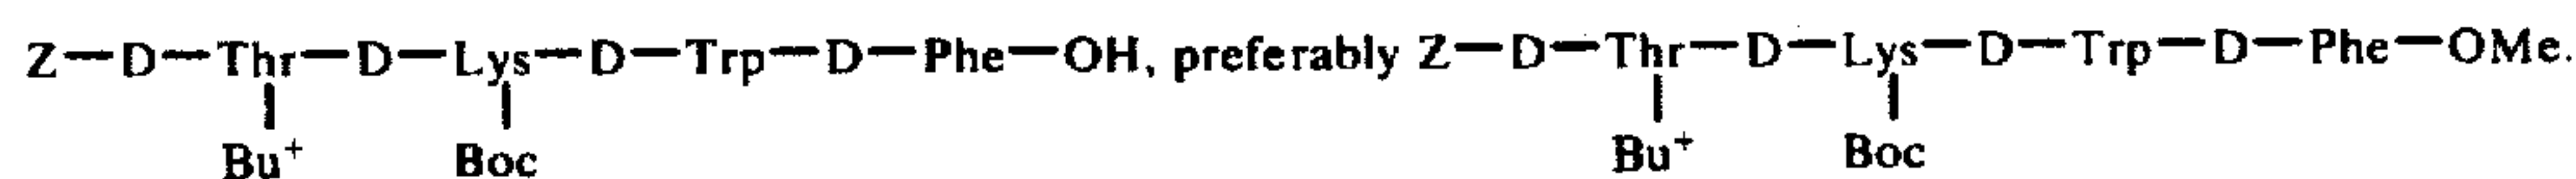 Z—D—Thr—D—Lys—D—Trp—D—Phe—OH, preferably Z—D—Thr—D—Lys—D—Trp—D—Phe—OMe.
Bu+ Boc Bu+ Boc